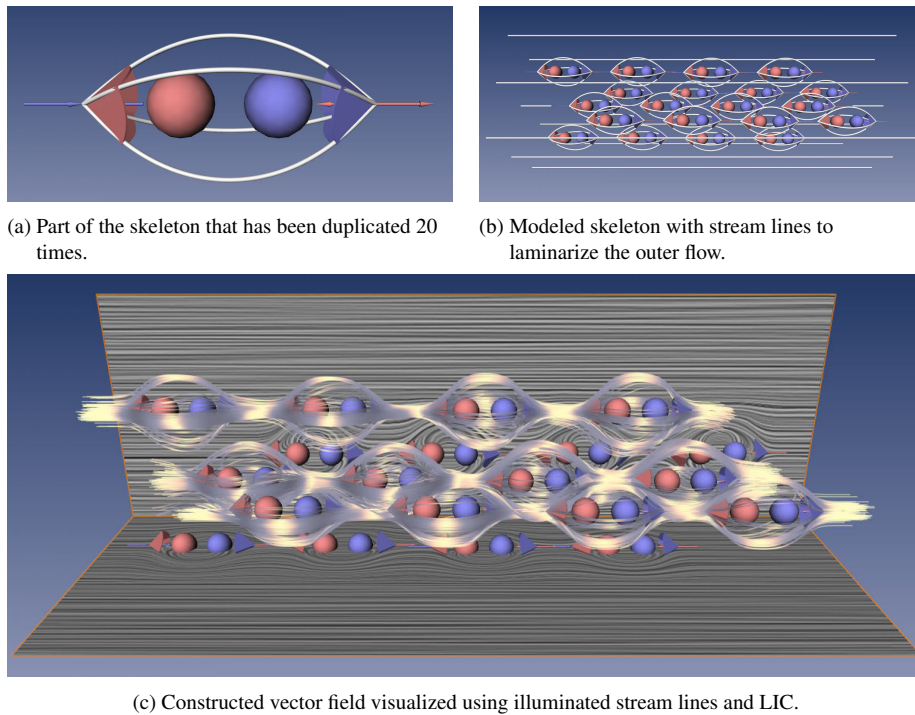 (a) Part of the skeleton that has been duplicated 20
times.
(b) Modeled skeleton with stream lines to
laminarize the outer flow.
(c) Constructed vector field visualized using illuminated stream lines and LIC.